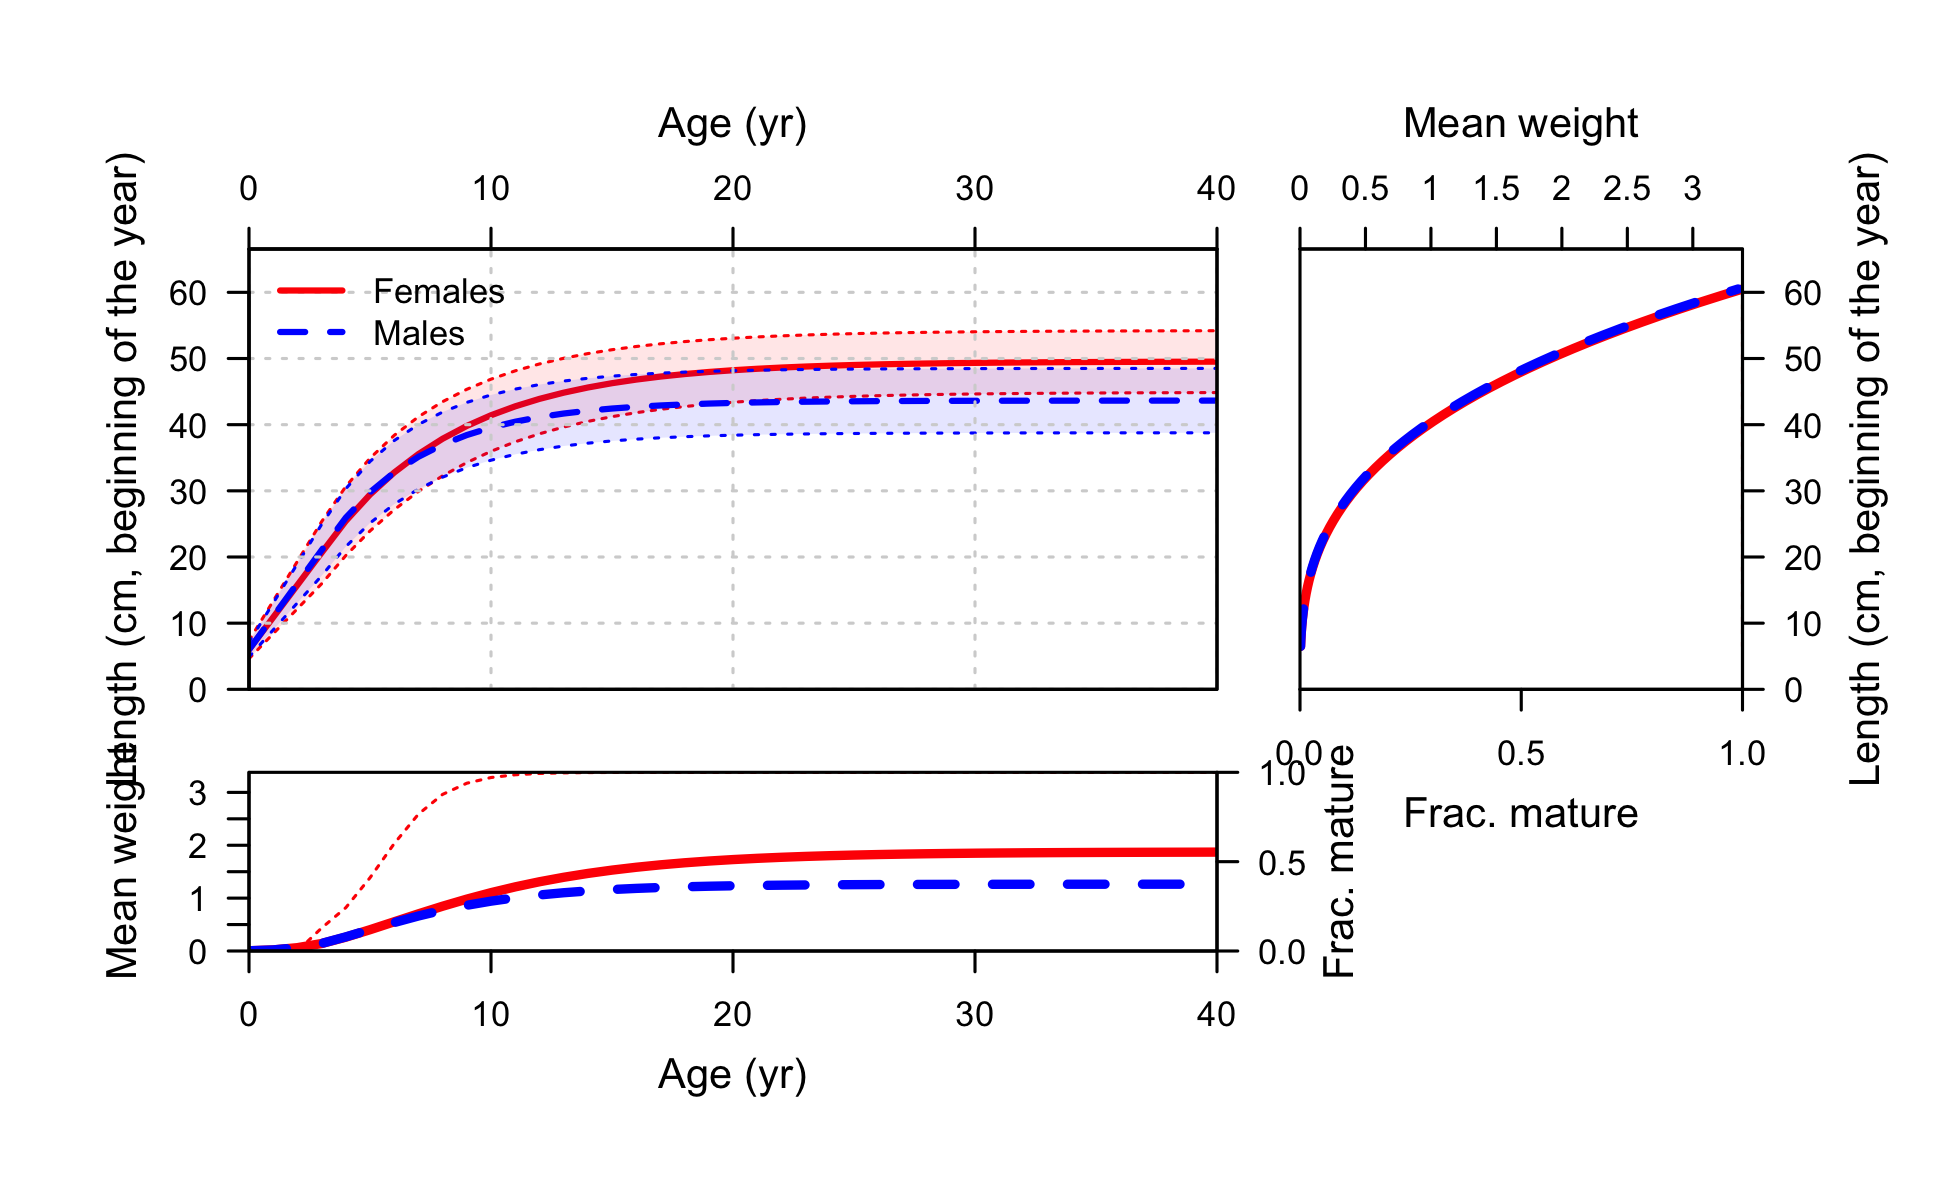 Age (yr)
0 10 20 30 40
Length (cm, beginning of the year)
60
50
40
30
20
10
0
Females
Males
Mean weight
0 0.5 1 1.5 2 2.5 3
60
50
40
30
20
10
0
Length (cm, beginning of the year)
0.0 0.5 1.0
Frac. mature
Mean weight
3
2
1
0
1.0
0.5
0.0
Frac. mature
0 10 20 30 40
Age (yr)